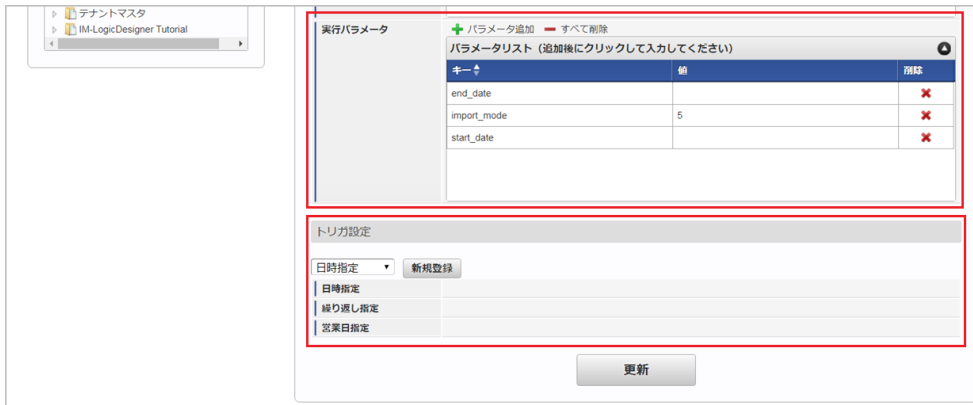 テナントマスタ
IM-LogicDesigner Tutorial
実行パラメータ
パラメータ追加 すべて削除
パラメータリスト（追加後にクリックして入力してください）
キー 値 削除
end_date
import_mode 5
start_date
トリガ設定
日時指定 新規登録
日時指定
繰り返し指定
営業日指定
更新